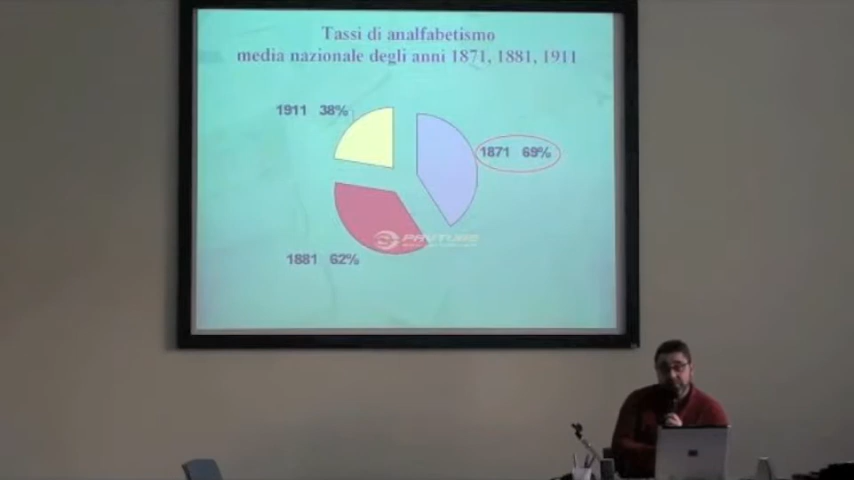 Tassi di analfabetismo
media nazionale degli anni 1871, 1881, 1911
1911 38%
1871 69%
1881 62%